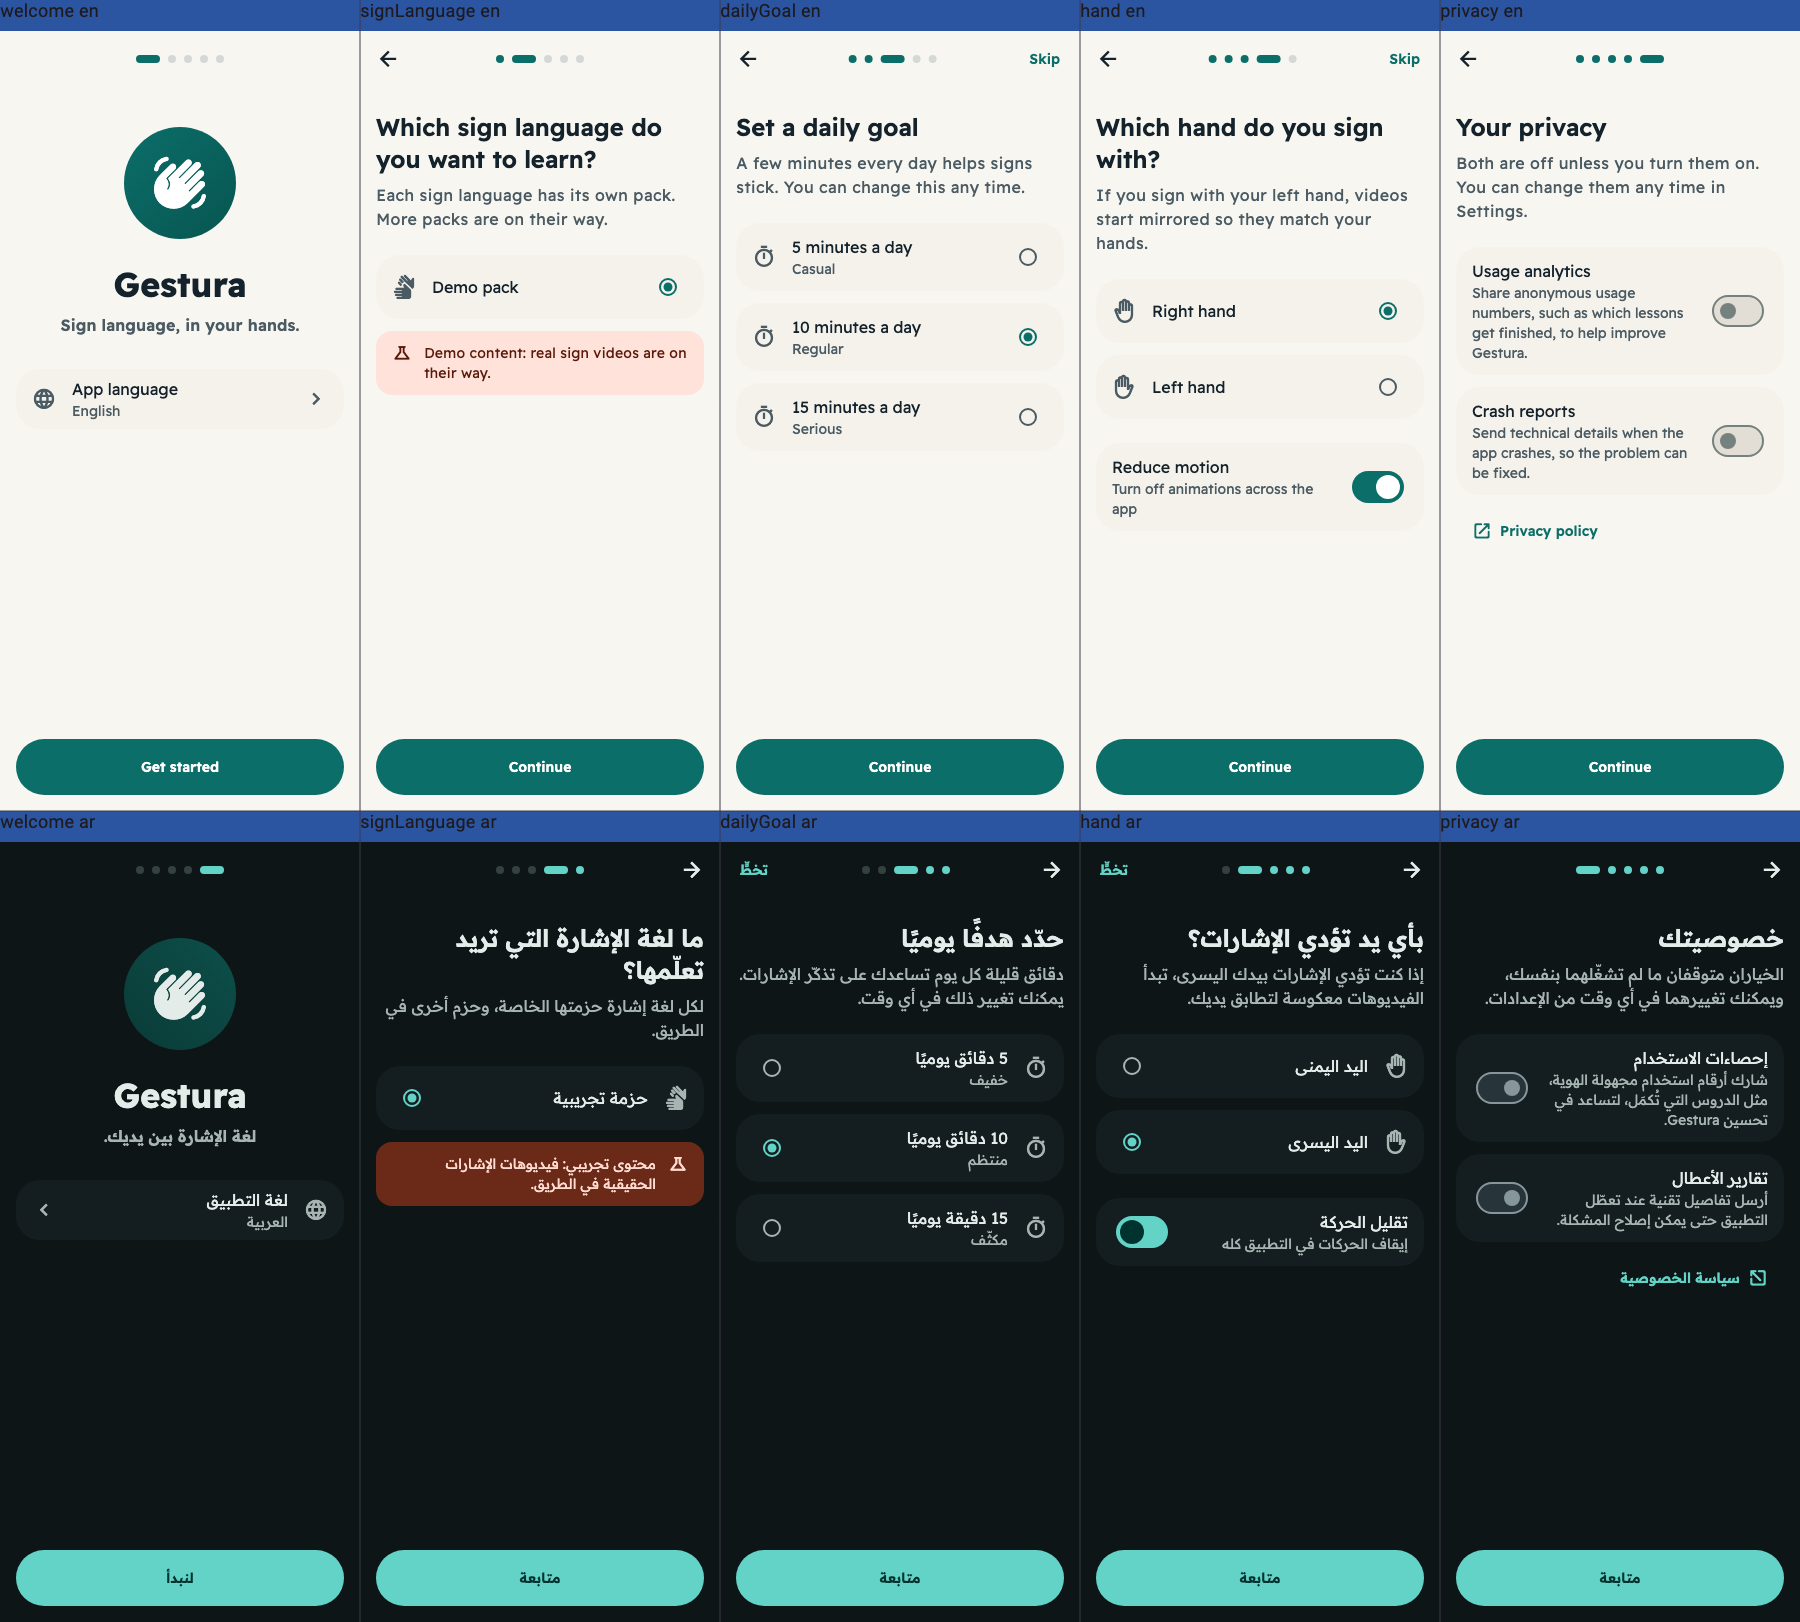 welcome en
Gestura
Sign language, in your hands.
App language
English
Get started
signLanguage en
Which sign language do
you want to learn?
Each sign language has its own pack.
More packs are on their way.
Demo pack
Demo content: real sign videos are on
their way.
Continue
dailyGoal en
Skip
Set a daily goal
A few minutes every day helps signs
stick. You can change this any time.
5 minutes a day
Casual
10 minutes a day
Regular
15 minutes a day
Serious
Continue
hand en
Skip
Which hand do you sign
with?
If you sign with your left hand, videos
start mirrored so they match your
hands.
Right hand
Left hand
Reduce motion
Turn off animations across the
app
Continue
privacy en
Your privacy
Both are off unless you turn them on.
You can change them any time in
Settings.
Usage analytics
Share anonymous usage
numbers, such as which lessons
get finished, to help improve
Gestura.
Crash reports
Send technical details when the
app crashes, so the problem can
be fixed.
Privacy policy
Continue
welcome ar
Gestura
لغة الإشارة بين يديك.
لغة التطبيق
العربية
لنبدأ
signLanguage ar
ما لغة الإشارة التي تريد
تعلّمها؟
لكل لغة إشارة حزمتها الخاصة، وحزم أخرى في
الطريق.
حزمة تجريبية
محتوى تجريبي: فيديوهات الإشارات
الحقيقية في الطريق.
متابعة
dailyGoal ar
تخطٍّ
حدّد هدفًا يوميًا
دقائق قليلة كل يوم تساعدك على تذكّر الإشارات.
يمكنك تغيير ذلك في أي وقت.
5 دقائق يوميًا
خفيف
10 دقائق يوميًا
منتظم
15 دقيقة يوميًا
مكثّف
متابعة
hand ar
تخطٍّ
بأي يد تؤدي الإشارات؟
إذا كنت تؤدي الإشارات بيدك اليسرى، تبدأ
الفيديوهات معكوسة لتطابق يديك.
اليد اليمنى
اليد اليسرى
تقليل الحركة
إيقاف الحركات في التطبيق كله
متابعة
privacy ar
خصوصيتك
الخياران متوقفان ما لم تشغّلهما بنفسك،
ويمكنك تغييرهما في أي وقت من الإعدادات.
إحصاءات الاستخدام
شارك أرقام استخدام مجهولة الهوية،
مثل الدروس التي تُكمَل، لتساعد في
تحسين Gestura.
تقارير الأعطال
أرسل تفاصيل تقنية عند تعطّل
التطبيق حتى يمكن إصلاح المشكلة.
سياسة الخصوصية
متابعة